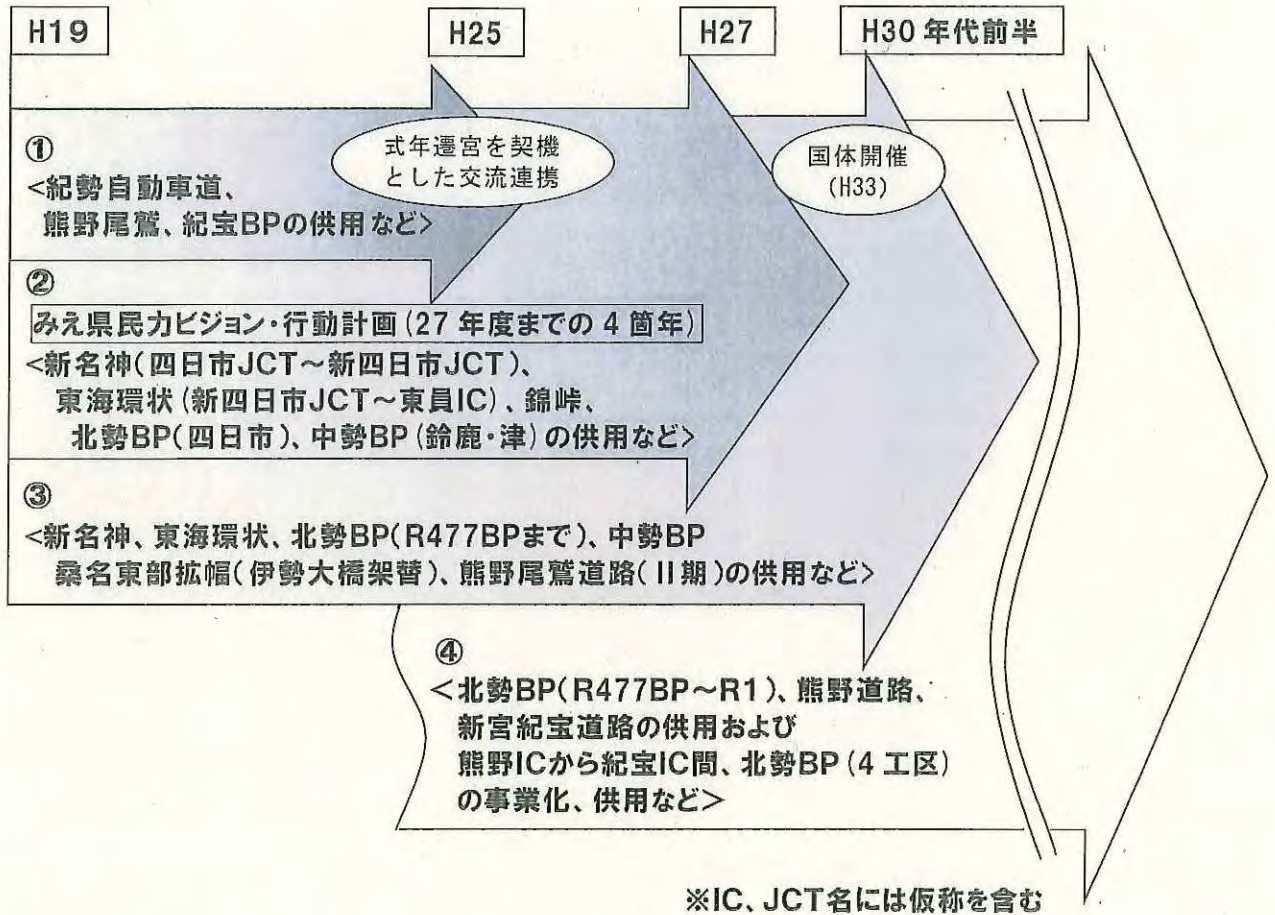 H19
H25
H27
H30 年代前半
式年遷宮を契機
とした交流連携
国体開催
(H33)
①
<紀勢自動車道、
熊野尾鷲、紀宝BPの供用など>
②
みえ県民力ビジョン・行動計画(27 年度までの 4 箇年)
<新名神(四日市JCT～新四日市JCT)、
東海環状(新四日市JCT～東員IC)、錦峠、
北勢BP(四日市)、中勢BP(鈴鹿・津)の供用など>
③
<新名神、東海環状、北勢BP(R477BPまで)、中勢BP
桑名東部拡幅(伊勢大橋架替)、熊野尾鷲道路(II期)の供用など>
④
<北勢BP(R477BP～R1)、熊野道路、
新宮紀宝道路の供用および
熊野ICから紀宝IC間、北勢BP(4 工区)
の事業化、供用など>
※IC、JCT名には仮称を含む